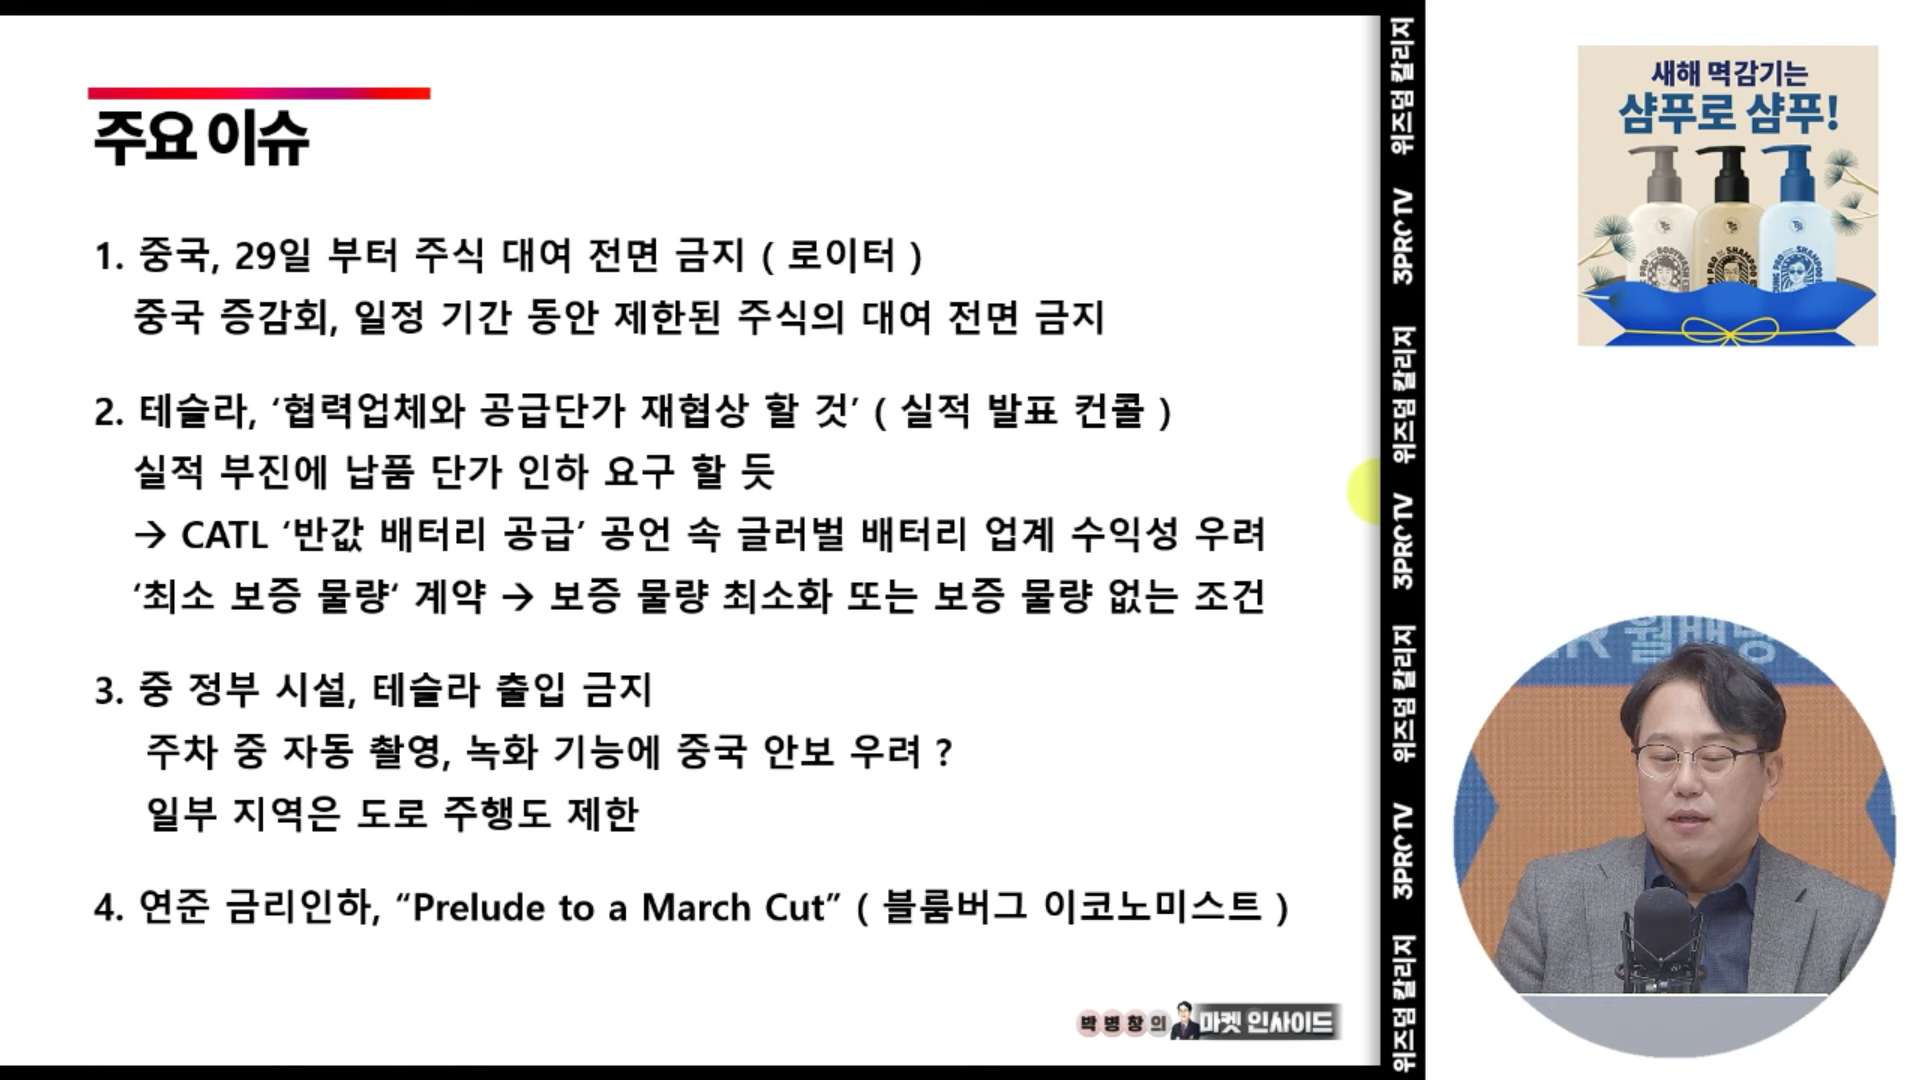 주요 이슈
1. 중국, 29일 부터 주식 대여 전면 금지 ( 로이터 )
중국 증감회, 일정 기간 동안 제한된 주식의 대여 전면 금지
2. 테슬라, ‘협력업체와 공급단가 재협상 할 것’ ( 실적 발표 컨콜 )
실적 부진에 납품 단가 인하 요구 할 듯
→ CATL ‘반값 배터리 공급’ 공언 속 글러벌 배터리 업계 수익성 우려
‘최소 보증 물량‘ 계약 → 보증 물량 최소화 또는 보증 물량 없는 조건
3. 중 정부 시설, 테슬라 출입 금지
주차 중 자동 촬영, 녹화 기능에 중국 안보 우려 ?
일부 지역은 도로 주행도 제한
4. 연준 금리인하, “Prelude to a March Cut” ( 블룸버그 이코노미스트 )
박병창의 마켓 인사이드
위즈덤 칼리지
3PROTV
위즈덤 칼리지
3PROTV
위즈덤 칼리지
3PROTV
위즈덤 칼리지
새해 멱감기는
샴푸로 샴푸!
월배당